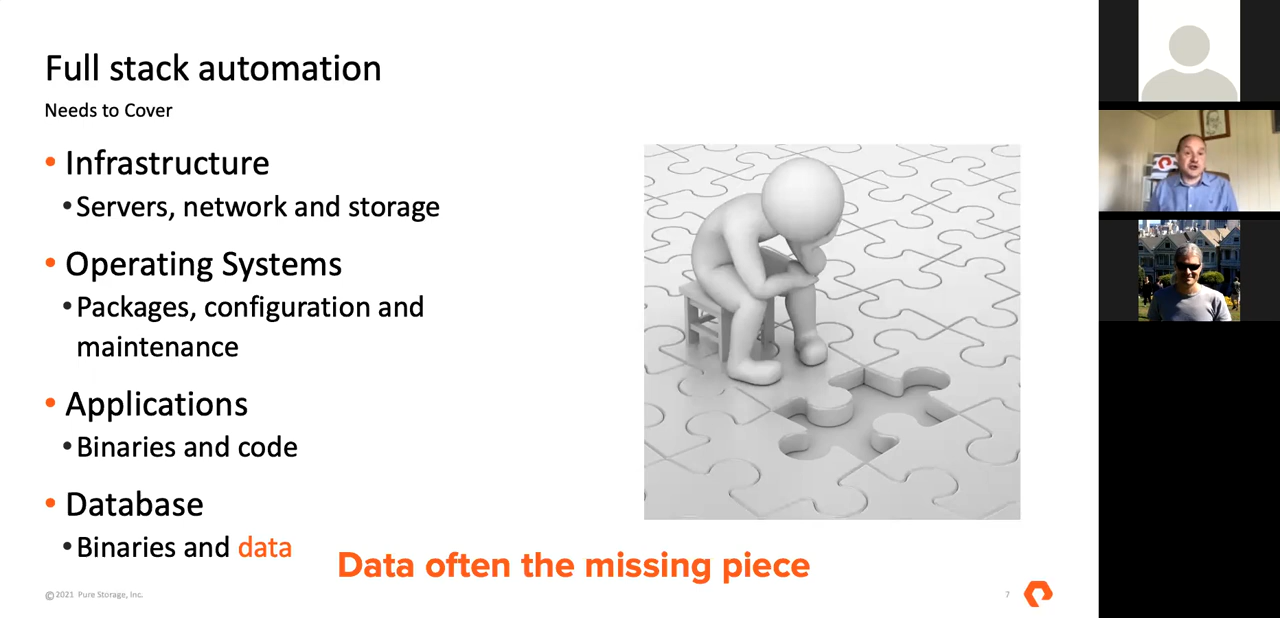 Full stack automation
Needs to Cover
• Infrastructure
• Servers, network and storage
• Operating Systems
• Packages, configuration and
maintenance
• Applications
• Binaries and code
• Database
• Binaries and data
Data often the missing piece
©2021 Pure Storage, Inc.
7